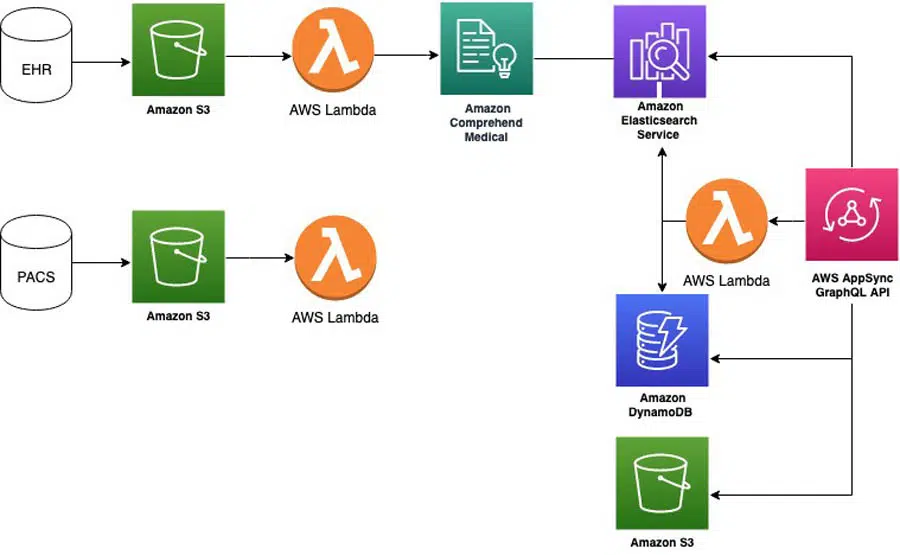 EHR
Amazon S3
AWS Lambda
Amazon
Comprehend
Medical
Amazon
Elasticsearch
Service
PACS
Amazon S3
AWS Lambda
AWS Lambda
AWS AppSync
GraphQL API
Amazon
DynamoDB
Amazon S3